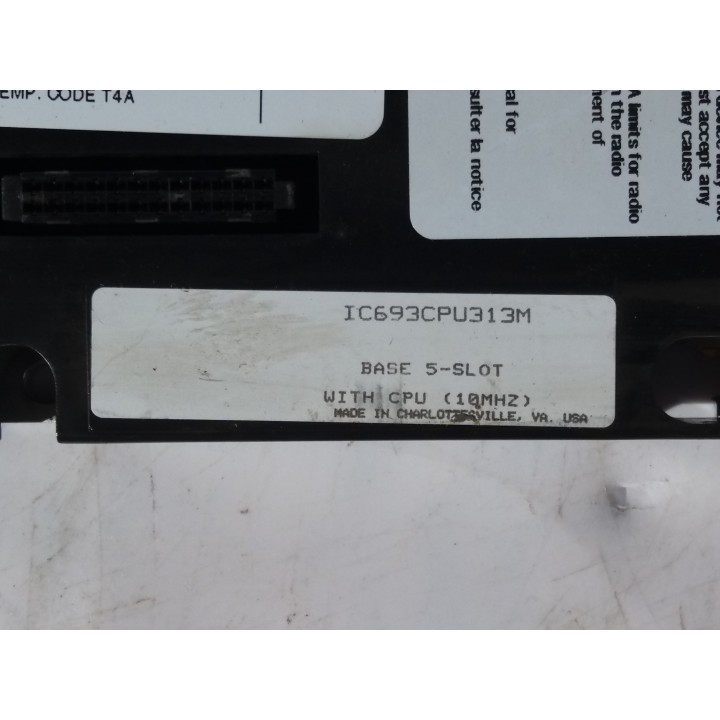 TEMP. CODE T4A
IC693CPU313M
BASE 5-SLOT
WITH CPU (10MHZ)
MADE IN CHARLOTTESVILLE, VA. USA
al for
sulter la notice
A limits for radio
the radio
ment of
st accept any
may cause